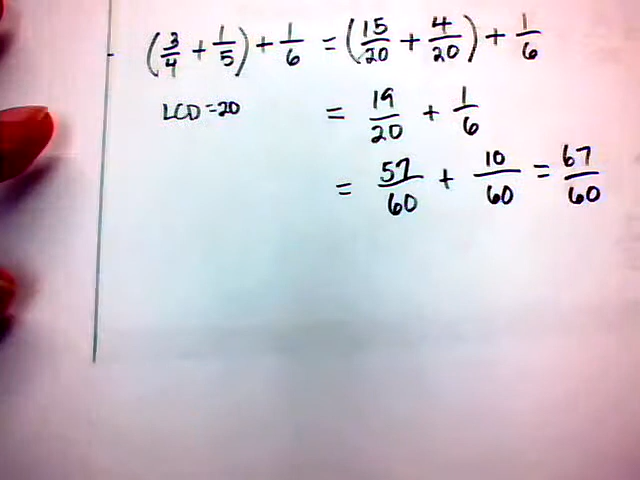 (3/4 + 1/5) + 1/6 = (15/20 + 4/20) + 1/6
LCD = 20
= 19/20 + 1/6
= 57/60 + 10/60 = 67/60